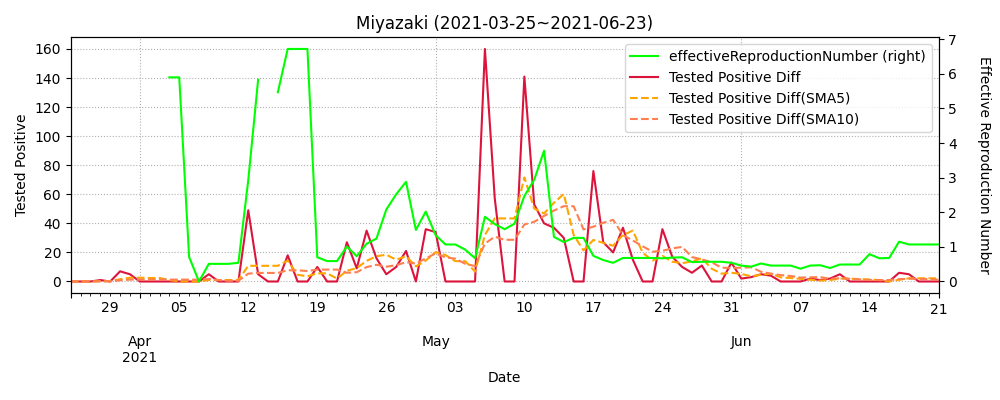 Miyazaki (2021-03-25~2021-06-23)
effectiveReproductionNumber (right)
Tested Positive Diff
Tested Positive Diff(SMA5)
Tested Positive Diff(SMA10)
Tested Positive
160
140
120
100
80
60
40
20
0
7
6
5
4
3
2
1
0
Effective Reproduction Number
29 05 12 19 26 03 10 17 24 31 07 14 21
Apr May Jun
2021
Date